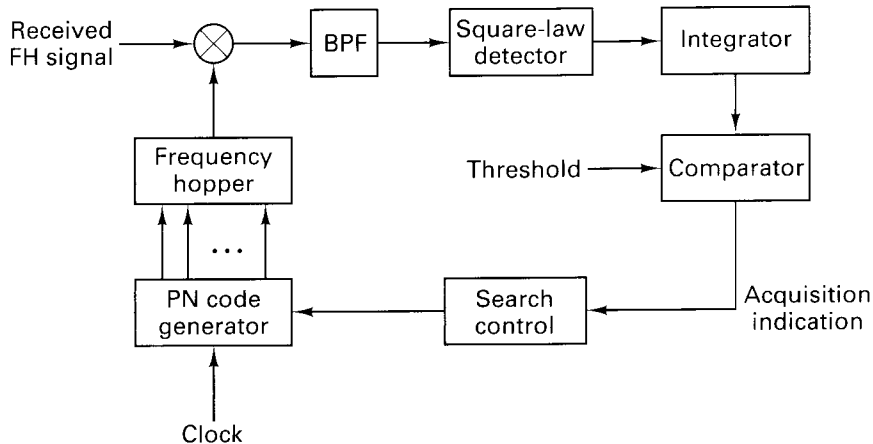 Received
FH signal
BPF
Square-law
detector
Integrator
Frequency
hopper
Threshold
Comparator
...
PN code
generator
Search
control
Acquisition
indication
Clock